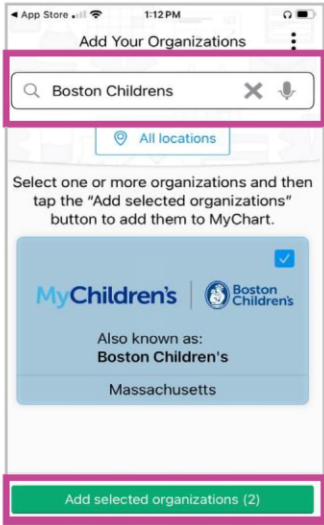 App Store
1:12 PM
Add Your Organizations
Boston Childrens
All locations
Select one or more organizations and then
tap the “Add selected organizations”
button to add them to MyChart.
MyChildren's
Boston
Children's
Also known as:
Boston Children's
Massachusetts
Add selected organizations (2)